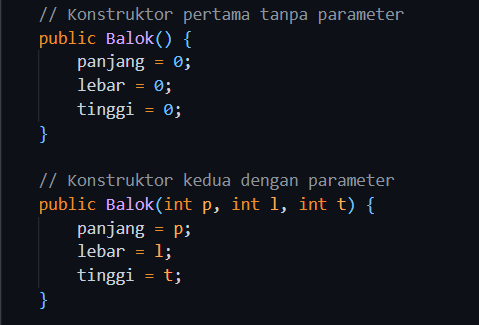 // Konstruktor pertama tanpa parameter
public Balok() {
panjang = 0;
lebar = 0;
tinggi = 0;
}
// Konstruktor kedua dengan parameter
public Balok(int p, int l, int t) {
panjang = p;
lebar = l;
tinggi = t;
}